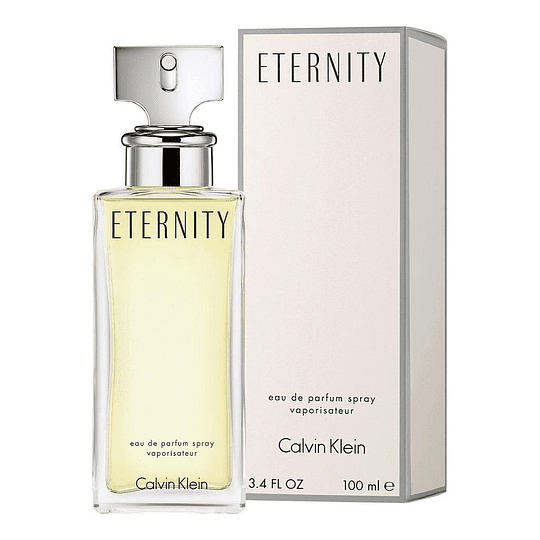 ETERNITY
eau de parfum spray
vaporisateur
Calvin Klein
ETERNITY
eau de parfum spray
vaporisateur
Calvin Klein
3.4 FL OZ 100 ml e